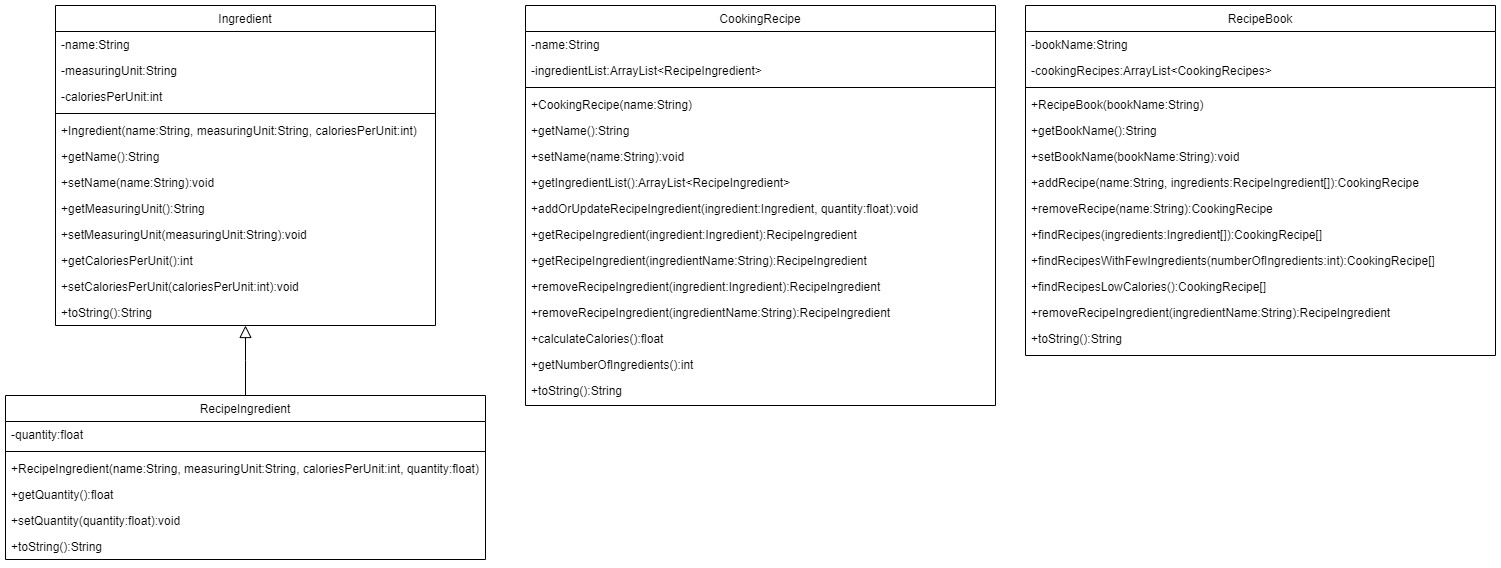 Ingredient
-name:String
-measuringUnit:String
-caloriesPerUnit:int
+Ingredient(name:String, measuringUnit:String, caloriesPerUnit:int)
+getName():String
+setName(name:String):void
+getMeasuringUnit():String
+setMeasuringUnit(measuringUnit:String):void
+getCaloriesPerUnit():int
+setCaloriesPerUnit(caloriesPerUnit:int):void
+toString():String
RecipeIngredient
-quantity:float
+RecipeIngredient(name:String, measuringUnit:String, caloriesPerUnit:int, quantity:float)
+getQuantity():float
+setQuantity(quantity:float):void
+toString():String
CookingRecipe
-name:String
-ingredientList:ArrayList<RecipeIngredient>
+CookingRecipe(name:String)
+getName():String
+setName(name:String):void
+getIngredientList():ArrayList<RecipeIngredient>
+addOrUpdateRecipeIngredient(ingredient:Ingredient, quantity:float):void
+getRecipeIngredient(ingredient:Ingredient):RecipeIngredient
+getRecipeIngredient(ingredientName:String):RecipeIngredient
+removeRecipeIngredient(ingredient:Ingredient):RecipeIngredient
+removeRecipeIngredient(ingredientName:String):RecipeIngredient
+calculateCalories():float
+getNumberOfIngredients():int
+toString():String
RecipeBook
-bookName:String
-cookingRecipes:ArrayList<CookingRecipes>
+RecipeBook(bookName:String)
+getBookName():String
+setBookName(bookName:String):void
+addRecipe(name:String, ingredients:RecipeIngredient[]):CookingRecipe
+removeRecipe(name:String):CookingRecipe
+findRecipes(ingredients:Ingredient[]):CookingRecipe[]
+findRecipesWithFewIngredients(numberOfIngredients:int):CookingRecipe[]
+findRecipesLowCalories():CookingRecipe[]
+removeRecipeIngredient(ingredientName:String):RecipeIngredient
+toString():String